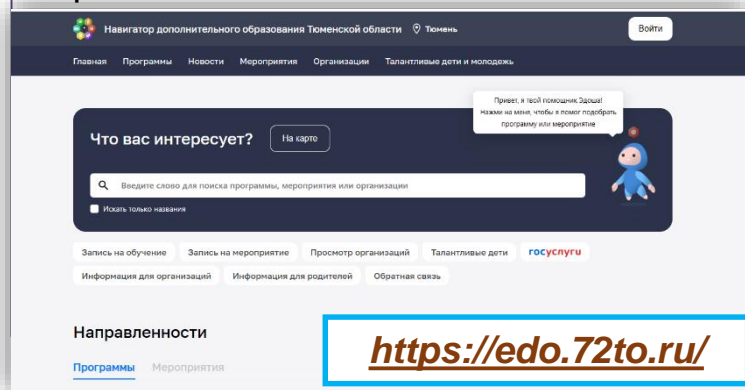 Навигатор дополнительного образования Тюменской области Тюмень Войти
Главная Программы Новости Мероприятия Организации Талантливые дети и молодежь
Привет, я твой помощник Эдоша!
Нажми на меня, чтобы я помог подобрать
программу или мероприятие
Что вас интересует? На карте
Введите слово для поиска программы, мероприятия или организации
Искать только названия
Запись на обучение Запись на мероприятие Просмотр организаций Талантливые дети госуслуги
Информация для организаций Информация для родителей Обратная связь
Направленности
https://edo.72to.ru/
Программы Мероприятия